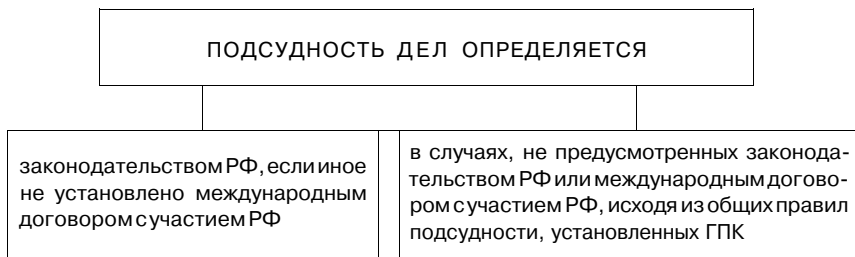 ПОДСУДНОСТЬ ДЕЛ ОПРЕДЕЛЯЕТСЯ
законодательством РФ, если иное
не установлено международным
договором с участием РФ
в случаях, не предусмотренных законода-
тельством РФ или международным догово-
ром с участием РФ, исходя из общих правил
подсудности, установленных ГПК